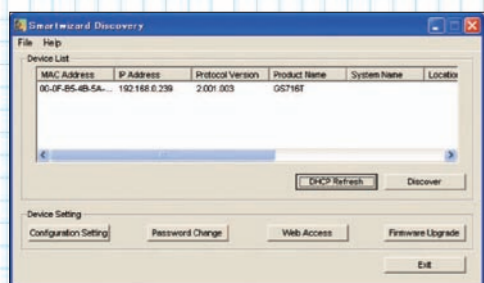 Smartwizard Discovery
File Help
Device List
MAC Address IP Address Protocol Version Product Name System Name Location
00-0F-B5-4B-5A-... 192.168.0.239 2.001.003 GS716T
DHCP Refresh Discover
Device Setting
Configuration Setting Password Change Web Access Firmware Upgrade
Exit